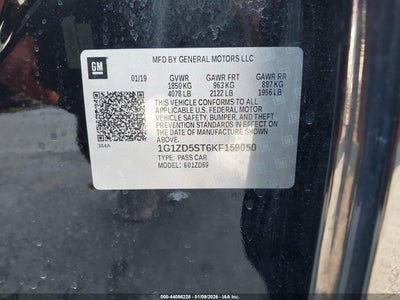 MFD BY GENERAL MOTORS LLC
GM
01/19 GVWR GAWR FRT GAWR RR
1850 KG 963 KG 887 KG
4078 LB 2122 LB 1956 LB
THIS VEHICLE CONFORMS TO ALL APPLICABLE
U.S. FEDERAL MOTOR
VEHICLE SAFETY, BUMPER, AND THEFT
PREVENTION STANDARDS IN EFFECT ON THE
DATE OF MANUFACTURE SHOWN
ABOVE.
384A
1G1ZD5ST6KF159050
TYPE: PASS CAR
MODEL: 601ZD69
000-44098228 - 01/09/2026 - IAA Inc.